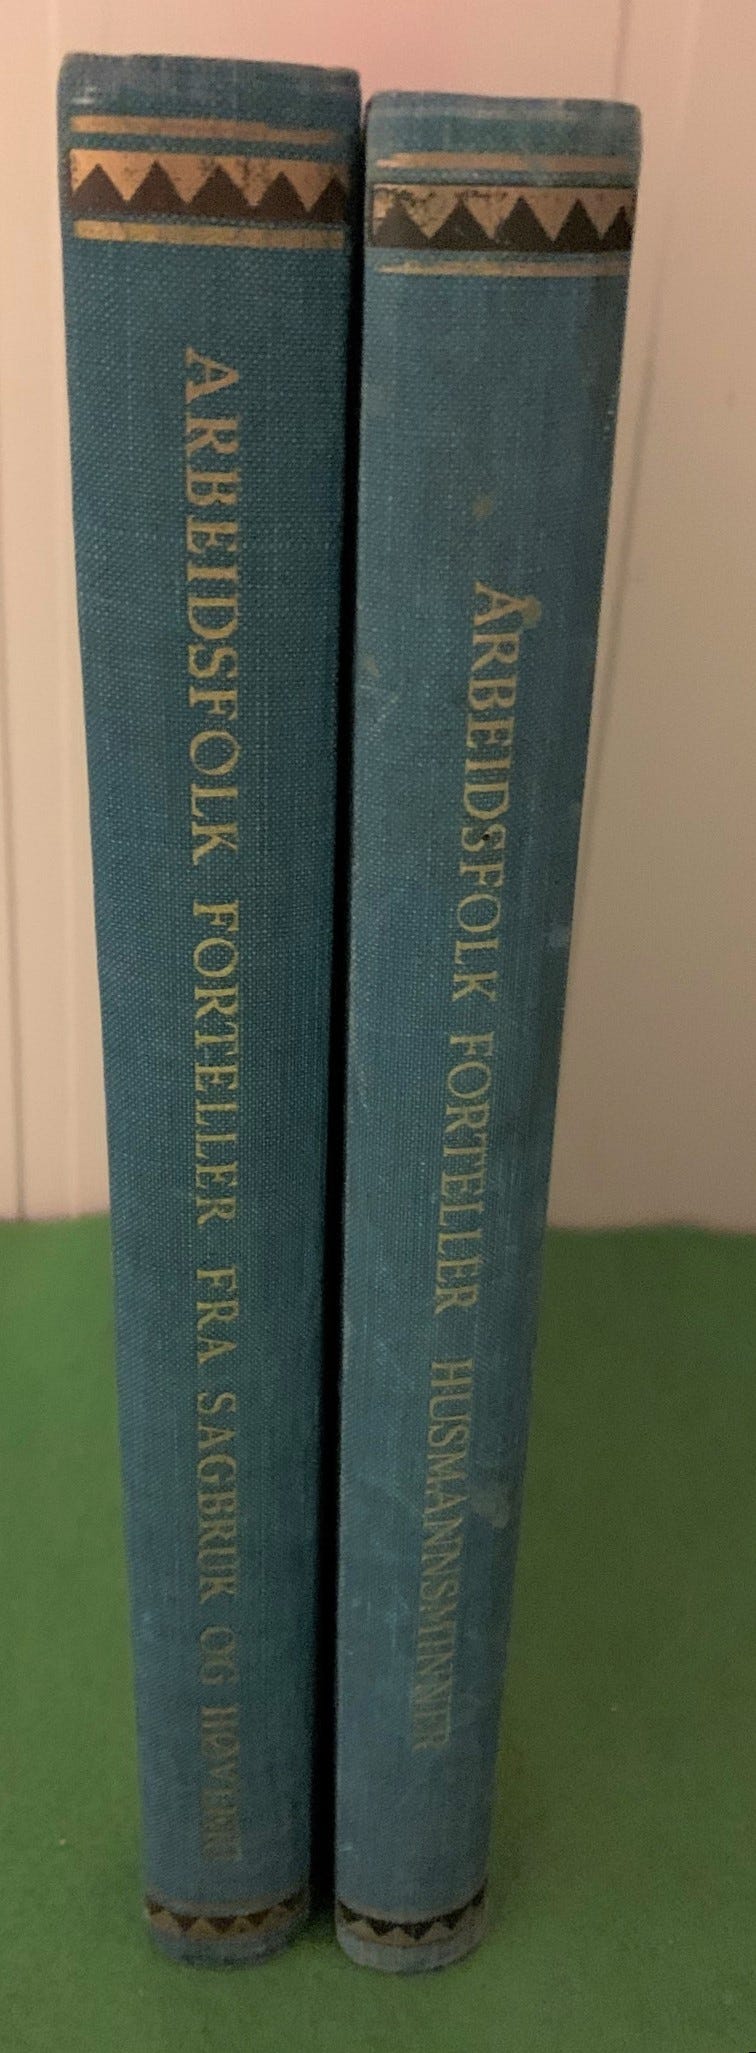 ARBEIDSFOLK FORTELLER FRA SAGBRUK OG HØVLERI
ARBEIDSFOLK FORTELLER HUSMANNSMINNER